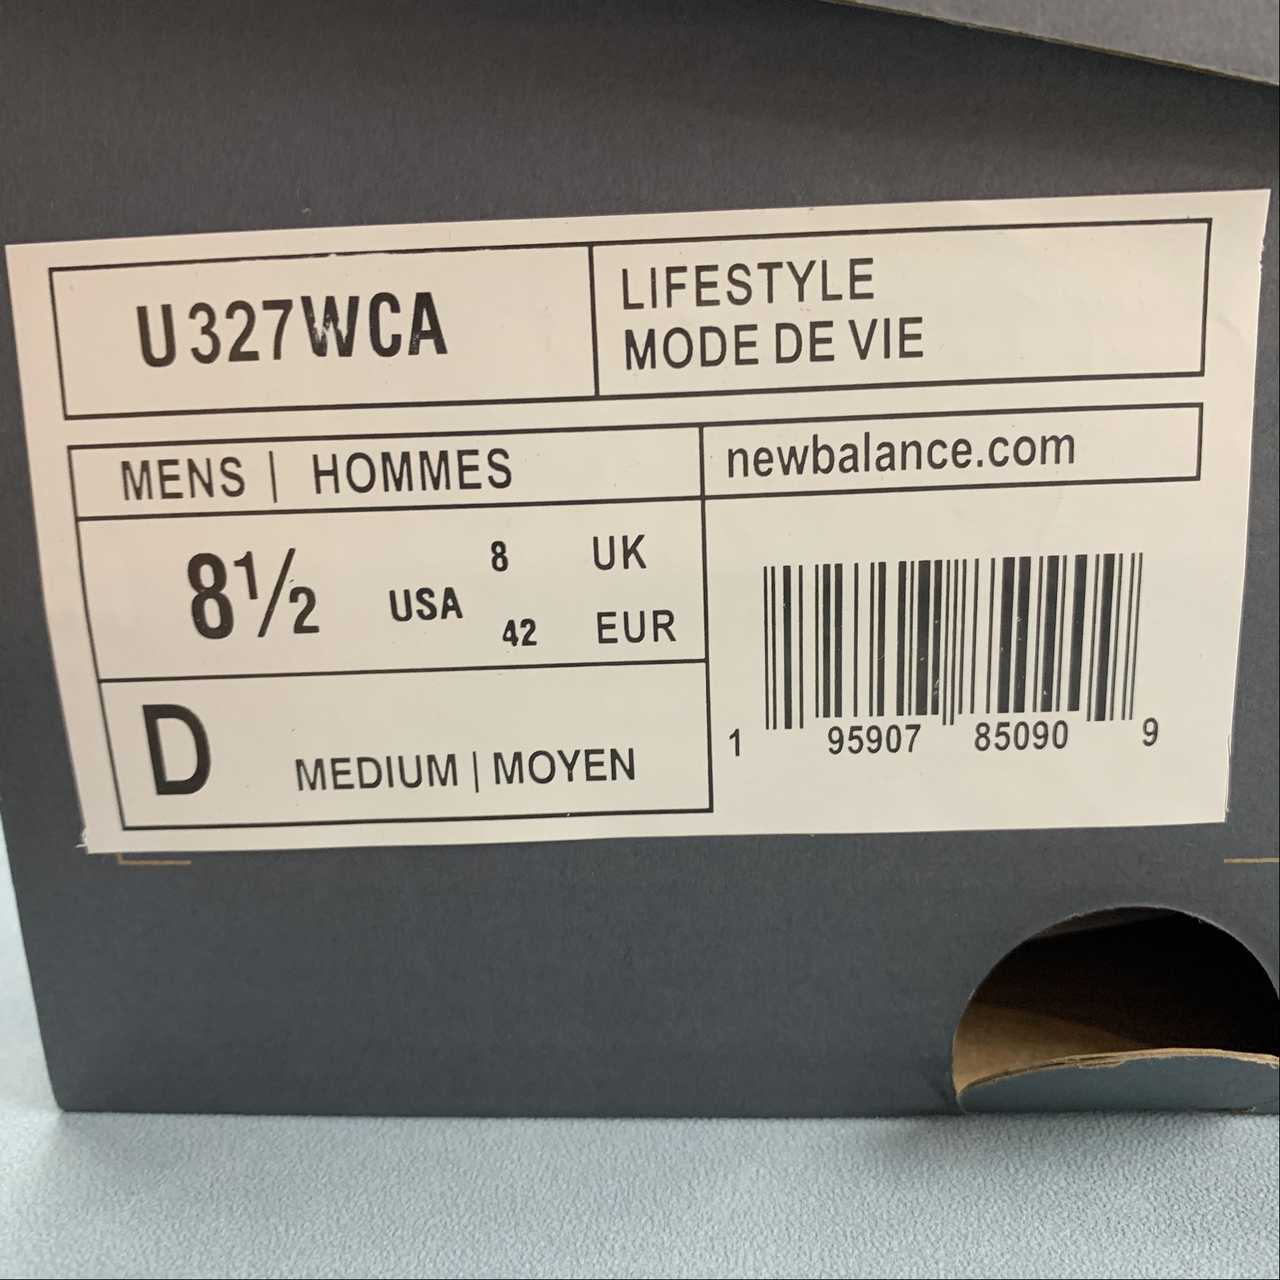 U327WCA
LIFESTYLE
MODE DE VIE
MENS | HOMMES
newbalance.com
8½ USA
8 UK
42 EUR
D MEDIUM | MOYEN
1 95907 85090 9